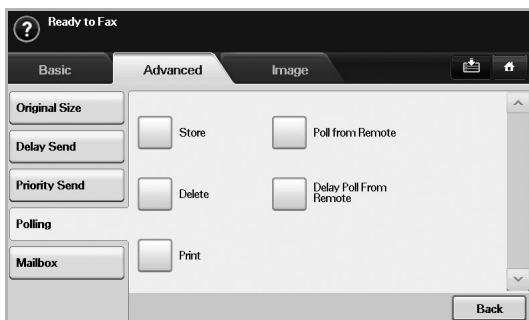 Ready to Fax
Basic
Advanced
Image
Original Size
Delay Send
Priority Send
Polling
Mailbox
Store
Poll from Remote
Delete
Delay Poll From
Remote
Print
Back